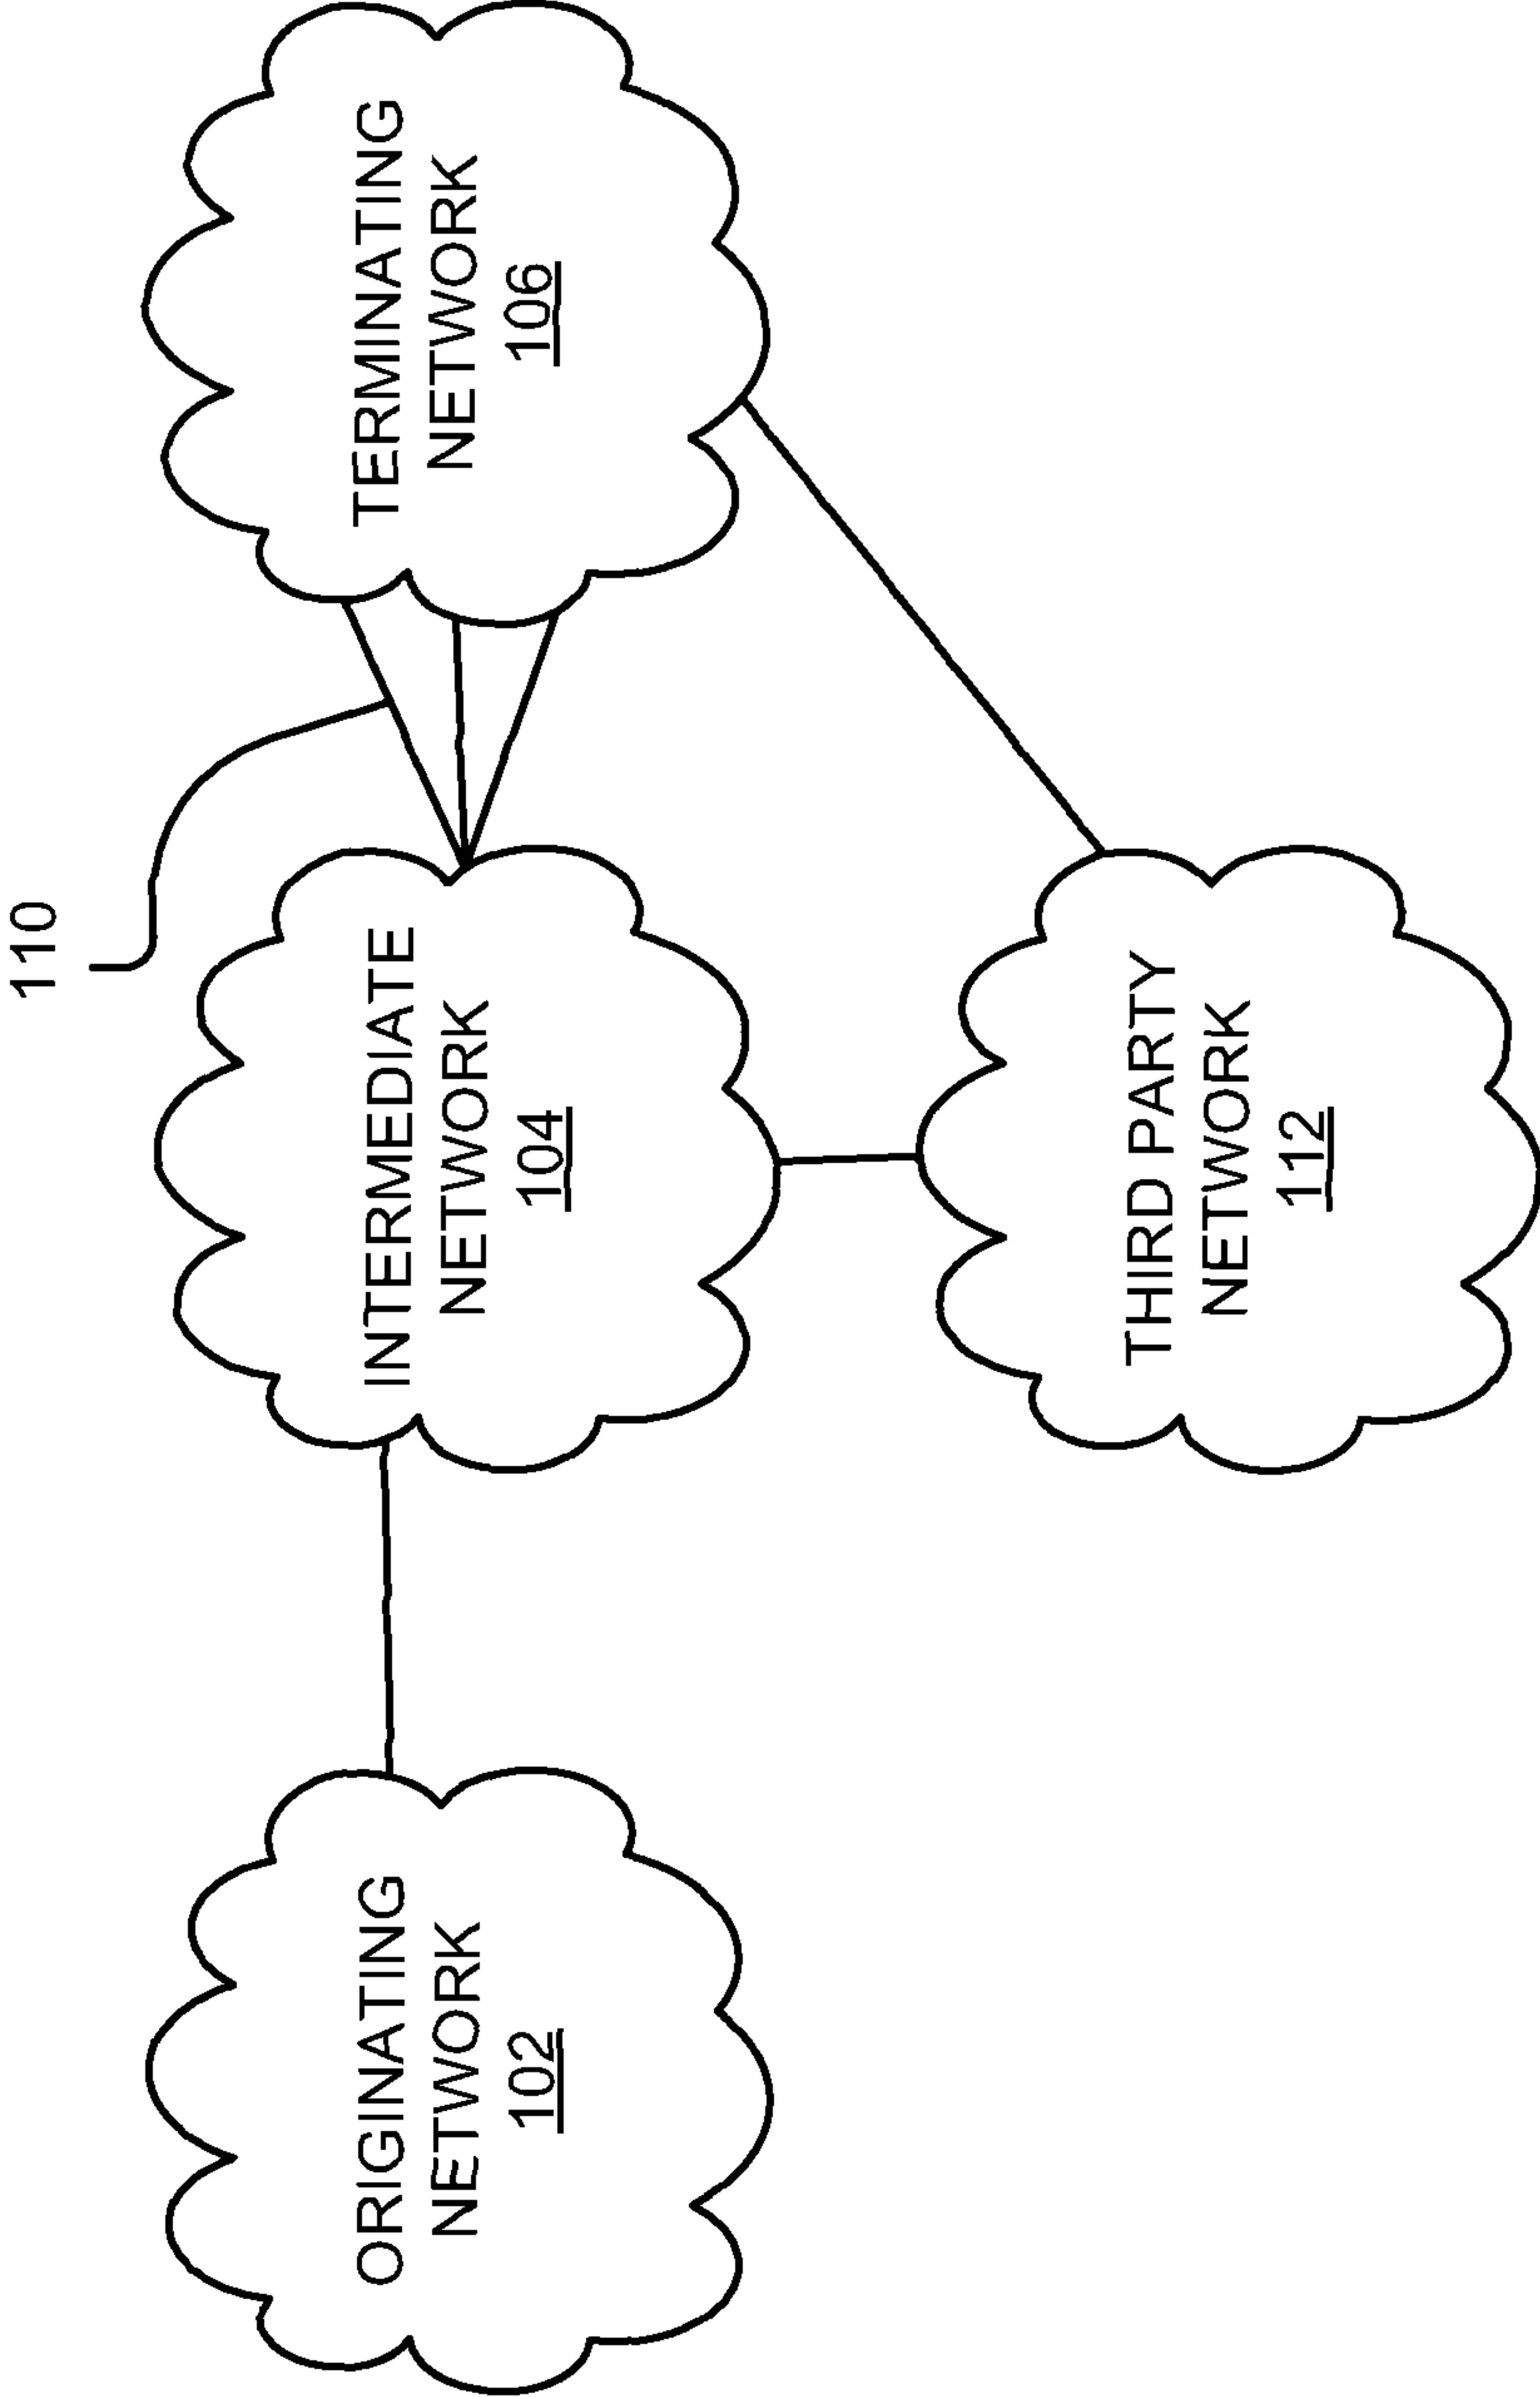 110
ORIGINATING
NETWORK
102
INTERMEDIATE
NETWORK
104
TERMINATING
NETWORK
106
THIRD PARTY
NETWORK
112